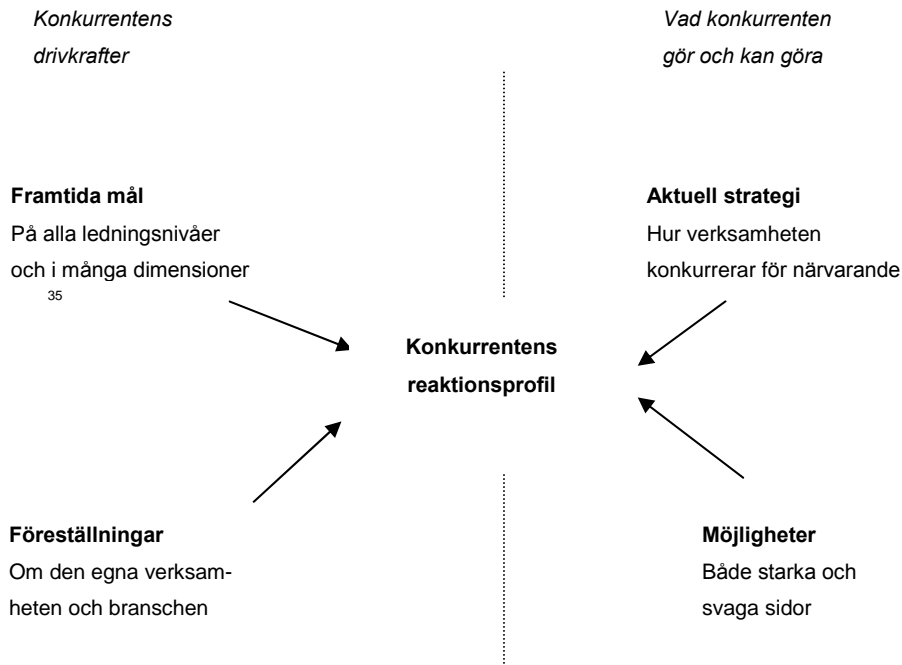 Konkurrentens
drivkrafter
Vad konkurrenten
gör och kan göra
Framtida mål
På alla ledningsnivåer
och i många dimensioner
35
Aktuell strategi
Hur verksamheten
konkurrerar för närvarande
Konkurrentens
reaktionsprofil
Föreställningar
Om den egna verksam-
heten och branschen
Möjligheter
Både starka och
svaga sidor